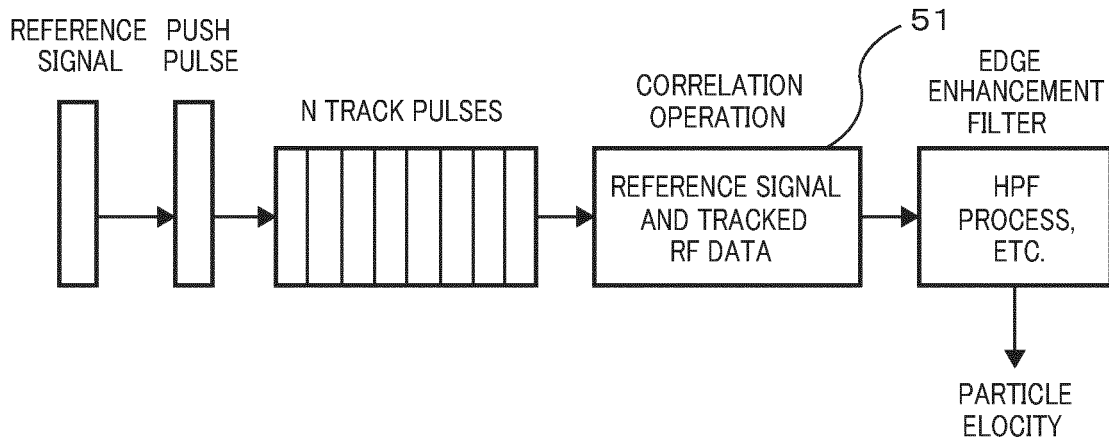 REFERENCE
SIGNAL
PUSH
PULSE
N TRACK PULSES
CORRELATION
OPERATION
51
EDGE
ENHANCEMENT
FILTER
REFERENCE SIGNAL
AND TRACKED
RF DATA
HPF
PROCESS,
ETC.
PARTICLE
ELOCITY